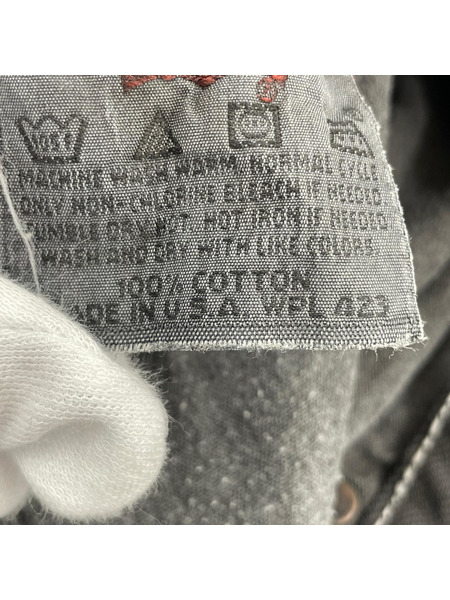 105°F
MACHINE WASH WARM, NORMAL CYCLE
ONLY NON-CHLORINE BLEACH IF NEEDED
TUMBLE DRY HOT. HOT IRON IF NEEDED
WASH AND DRY WITH LIKE COLORS.
100% COTTON
MADE IN U.S.A. WPL 423